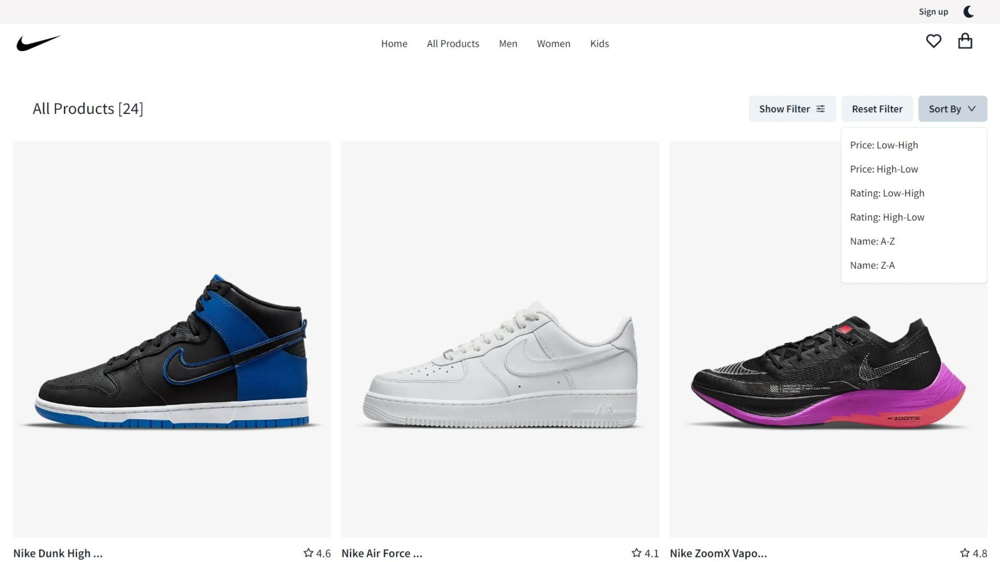 Sign up
Home All Products Men Women Kids
All Products [24]
Show Filter Reset Filter Sort By
Price: Low-High
Price: High-Low
Rating: Low-High
Rating: High-Low
Name: A-Z
Name: Z-A
AIR
ZOOMX
Nike Dunk High ... 4.6
Nike Air Force ... 4.1
Nike ZoomX Vapo... 4.8